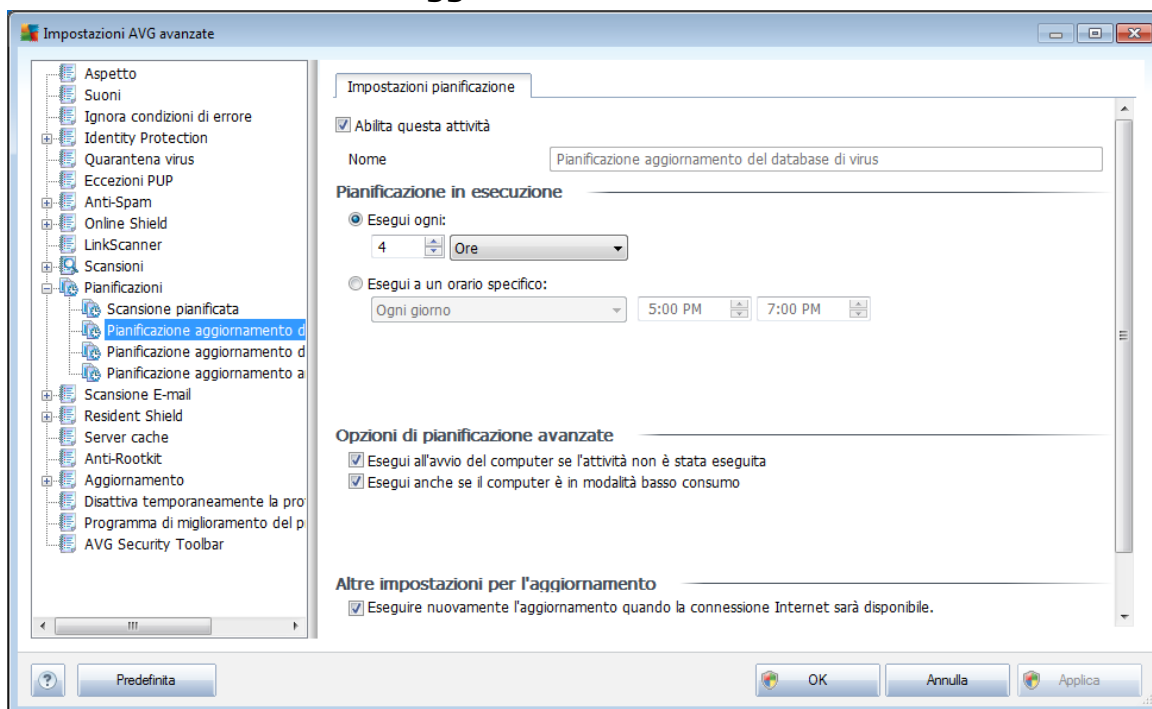 gg
Impostazioni AVG avanzate
Aspetto
Suoni
Ignora condizioni di errore
Identity Protection
Quarantena virus
Eccezioni PUP
Anti-Spam
Online Shield
LinkScanner
Scansioni
Pianificazioni
Scansione pianificata
Pianificazione aggiornamento d
Pianificazione aggiornamento d
Pianificazione aggiornamento a
Scansione E-mail
Resident Shield
Server cache
Anti-Rootkit
Aggiornamento
Disattiva temporaneamente la pro
Programma di miglioramento del p
AVG Security Toolbar
Impostazioni pianificazione
Abilita questa attività
Nome Pianificazione aggiornamento del database di virus
Pianificazione in esecuzione
Esegui ogni:
4 Ore
Esegui a un orario specifico:
Ogni giorno 5:00 PM 7:00 PM
Opzioni di pianificazione avanzate
Esegui all'avvio del computer se l'attività non è stata eseguita
Esegui anche se il computer è in modalità basso consumo
Altre impostazioni per l'aggiornamento
Eseguire nuovamente l'aggiornamento quando la connessione Internet sarà disponibile.
? Predefinita OK Annulla Applica